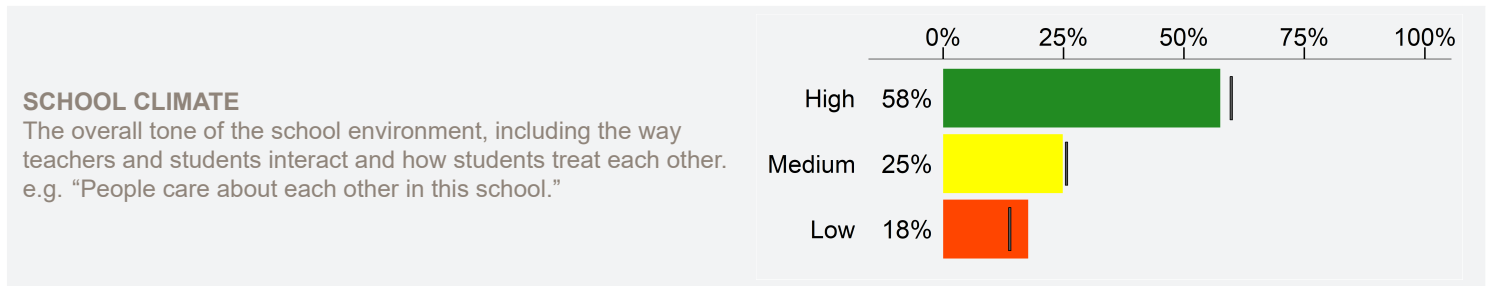 SCHOOL CLIMATE
The overall tone of the school environment, including the way
teachers and students interact and how students treat each other.
e.g. “People care about each other in this school.”
0% 25% 50% 75% 100%
High 58%
Medium 25%
Low 18%